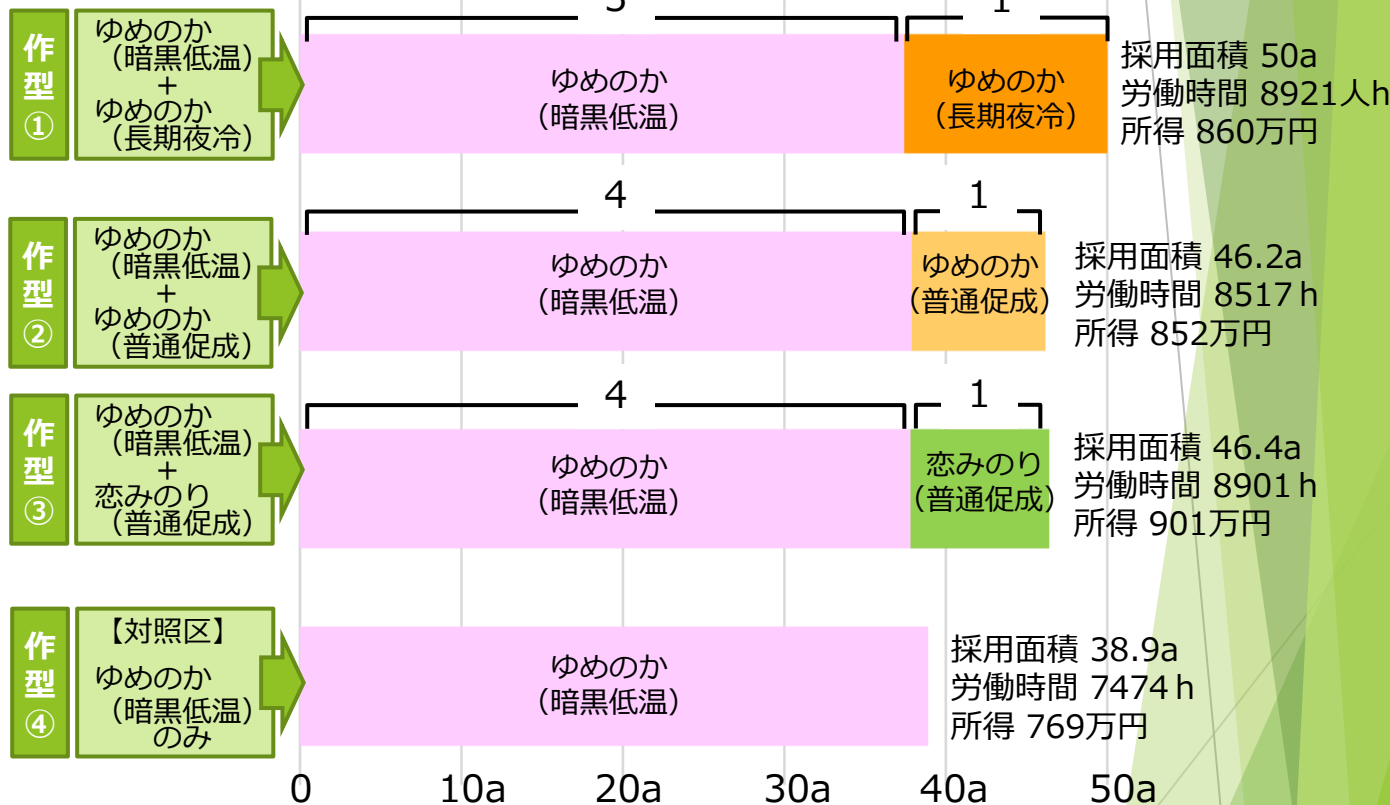 作型①
ゆめのか
（暗黒低温）
+
ゆめのか
（長期夜冷）
1
ゆめのか
（暗黒低温）
ゆめのか
（長期夜冷）
採用面積 50a
労働時間 8921人h
所得 860万円
作型②
ゆめのか
（暗黒低温）
+
ゆめのか
（普通促成）
4
1
ゆめのか
（暗黒低温）
ゆめのか
（普通促成）
採用面積 46.2a
労働時間 8517ｈ
所得 852万円
作型③
ゆめのか
（暗黒低温）
+
恋みのり
（普通促成）
4
1
ゆめのか
（暗黒低温）
恋みのり
（普通促成）
採用面積 46.4a
労働時間 8901ｈ
所得 901万円
作型④
【対照区】
ゆめのか
（暗黒低温）
のみ
ゆめのか
（暗黒低温）
採用面積 38.9a
労働時間 7474ｈ
所得 769万円
0 10a 20a 30a 40a 50a